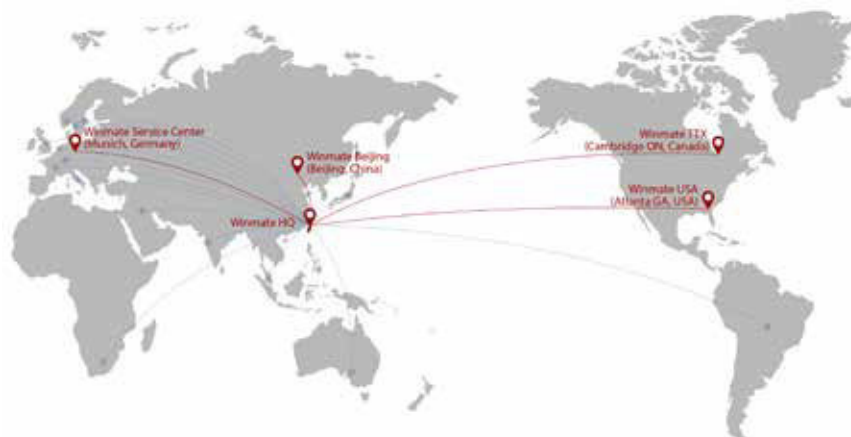 Winmate Service Center
(Munich, Germany)
Winmate Beijing
(Beijing, China)
Winmate HQ
Winmate TTX
(Cambridge ON, Canada)
Winmate USA
(Atlanta GA, USA)